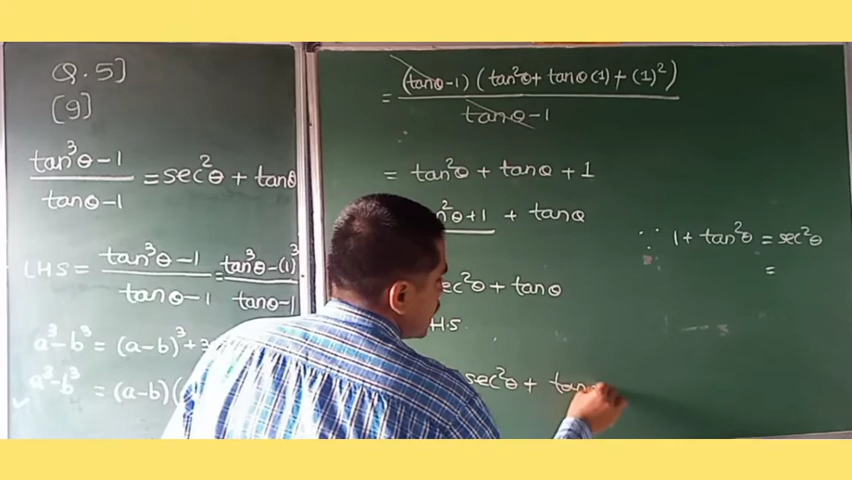 Q.5]
[9]
tan³θ-1 / tanθ-1 = sec²θ + tanθ
LHS = tan³θ-1 / tanθ-1 = tan³θ-(1)³ / tanθ-1
a³-b³ = (a-b)³+3
a³-b³ = (a-b)(
= (tanθ-1) (tan²θ+ tanθ(1) + (1)²) / tanθ-1
= tan²θ + tanθ + 1
²θ+1 + tanθ
∵ 1+ tan²θ = sec²θ
=
sec²θ + tanθ
H.S.
sec²θ + tan